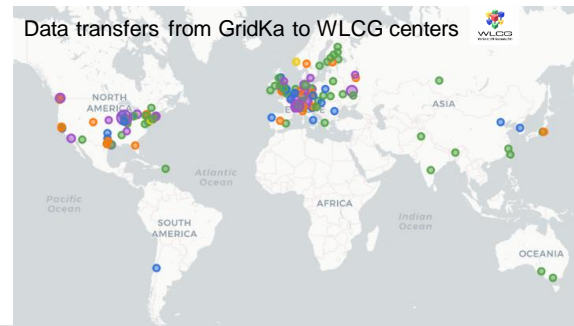 Data transfers from GridKa to WLCG centers
WLCG
NORTH
AMERICA
ASIA
Atlantic
Ocean
Pacific
Ocean
AFRICA
Indian
Ocean
SOUTH
AMERICA
OCEANIA